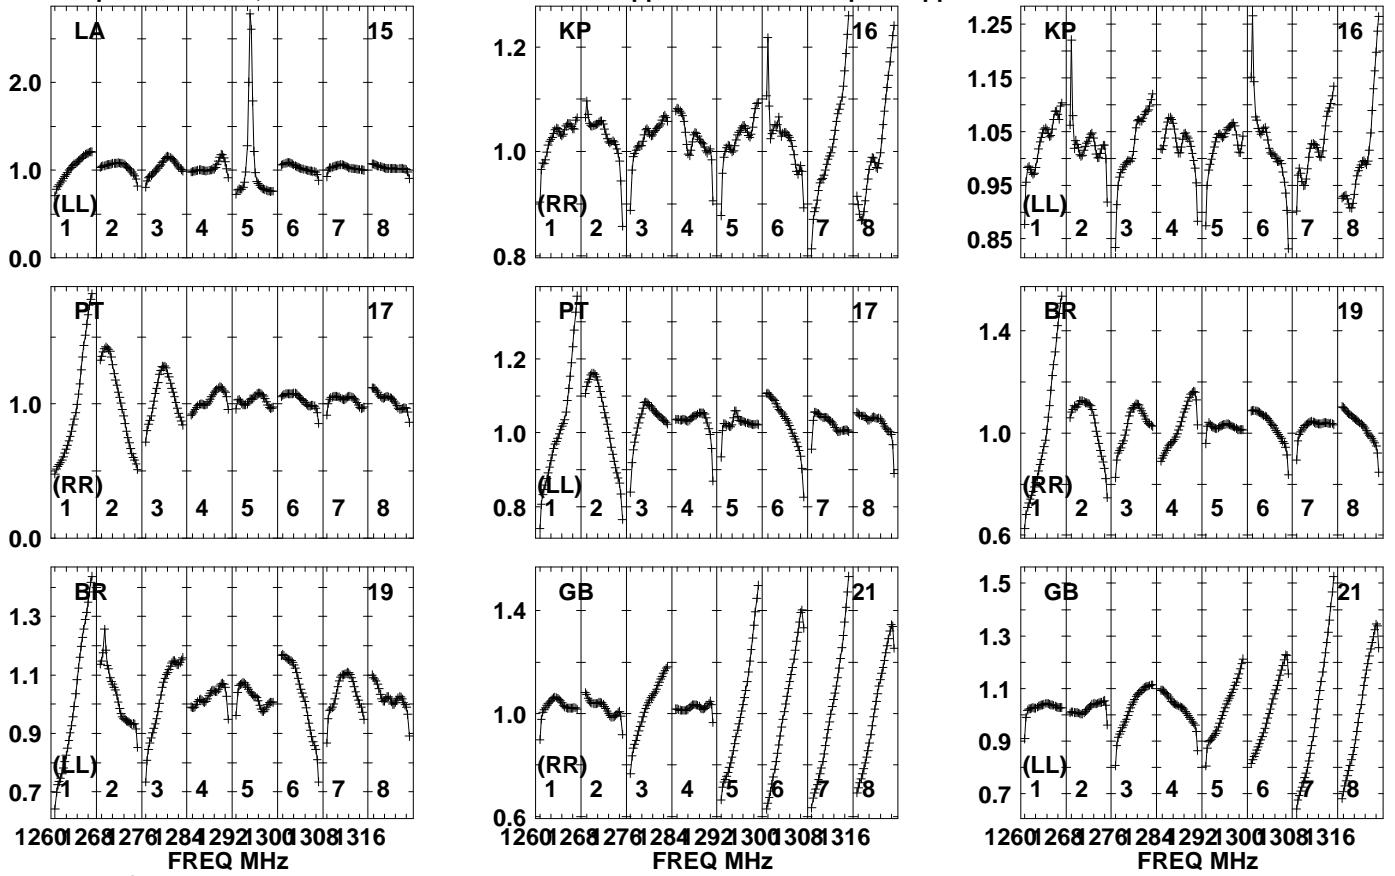 LA 15
2.0
1.0
0.0
(LL)
1 2 3 4 5 6 7 8
KP 16
1.2
1.0
0.8
(RR)
1 2 3 4 5 6 7 8
KP 16
1.25
1.15
1.05
0.95
0.85
(LL)
1 2 3 4 5 6 7 8
PT 17
1.0
0.0
(RR)
1 2 3 4 5 6 7 8
PT 17
1.2
1.0
0.8
(LL)
1 2 3 4 5 6 7 8
BR 19
1.4
1.0
0.6
(RR)
1 2 3 4 5 6 7 8
BR 19
1.3
1.1
0.9
0.7
(LL)
1 2 3 4 5 6 7 8
1260 1268 1276 1284 1292 1300 1308 1316
FREQ MHz
GB 21
1.4
1.0
0.6
(RR)
1 2 3 4 5 6 7 8
1260 1268 1276 1284 1292 1300 1308 1316
FREQ MHz
GB 21
1.5
1.3
1.1
0.9
0.7
(LL)
1 2 3 4 5 6 7 8
1260 1268 1276 1284 1292 1300 1308 1316
FREQ MHz